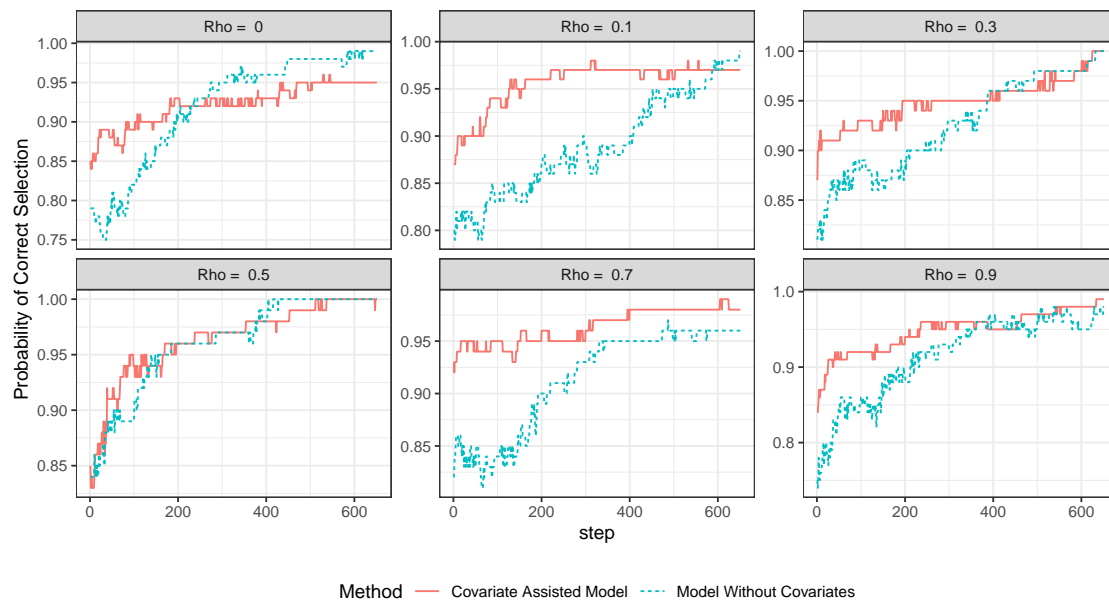 Rho = 0
Rho = 0.1
Rho = 0.3
1.00
0.95
0.90
0.85
0.80
0.75
1.00
0.95
0.90
0.85
0.80
1.00
0.95
0.90
0.85
Probability of Correct Selection
Rho = 0.5
Rho = 0.7
Rho = 0.9
1.00
0.95
0.90
0.85
0.95
0.90
0.85
1.0
0.9
0.8
0 200 400 600
0 200 400 600
0 200 400 600
step
Method Covariate Assisted Model Model Without Covariates